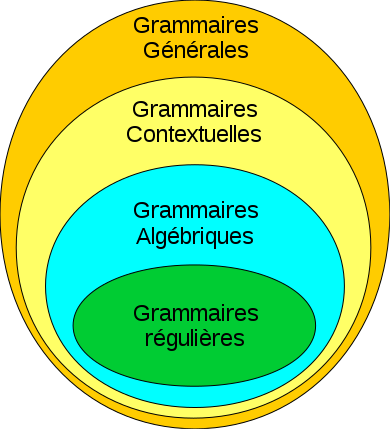 Grammaires
Générales
Grammaires
Contextuelles
Grammaires
Algébriques
Grammaires
régulières